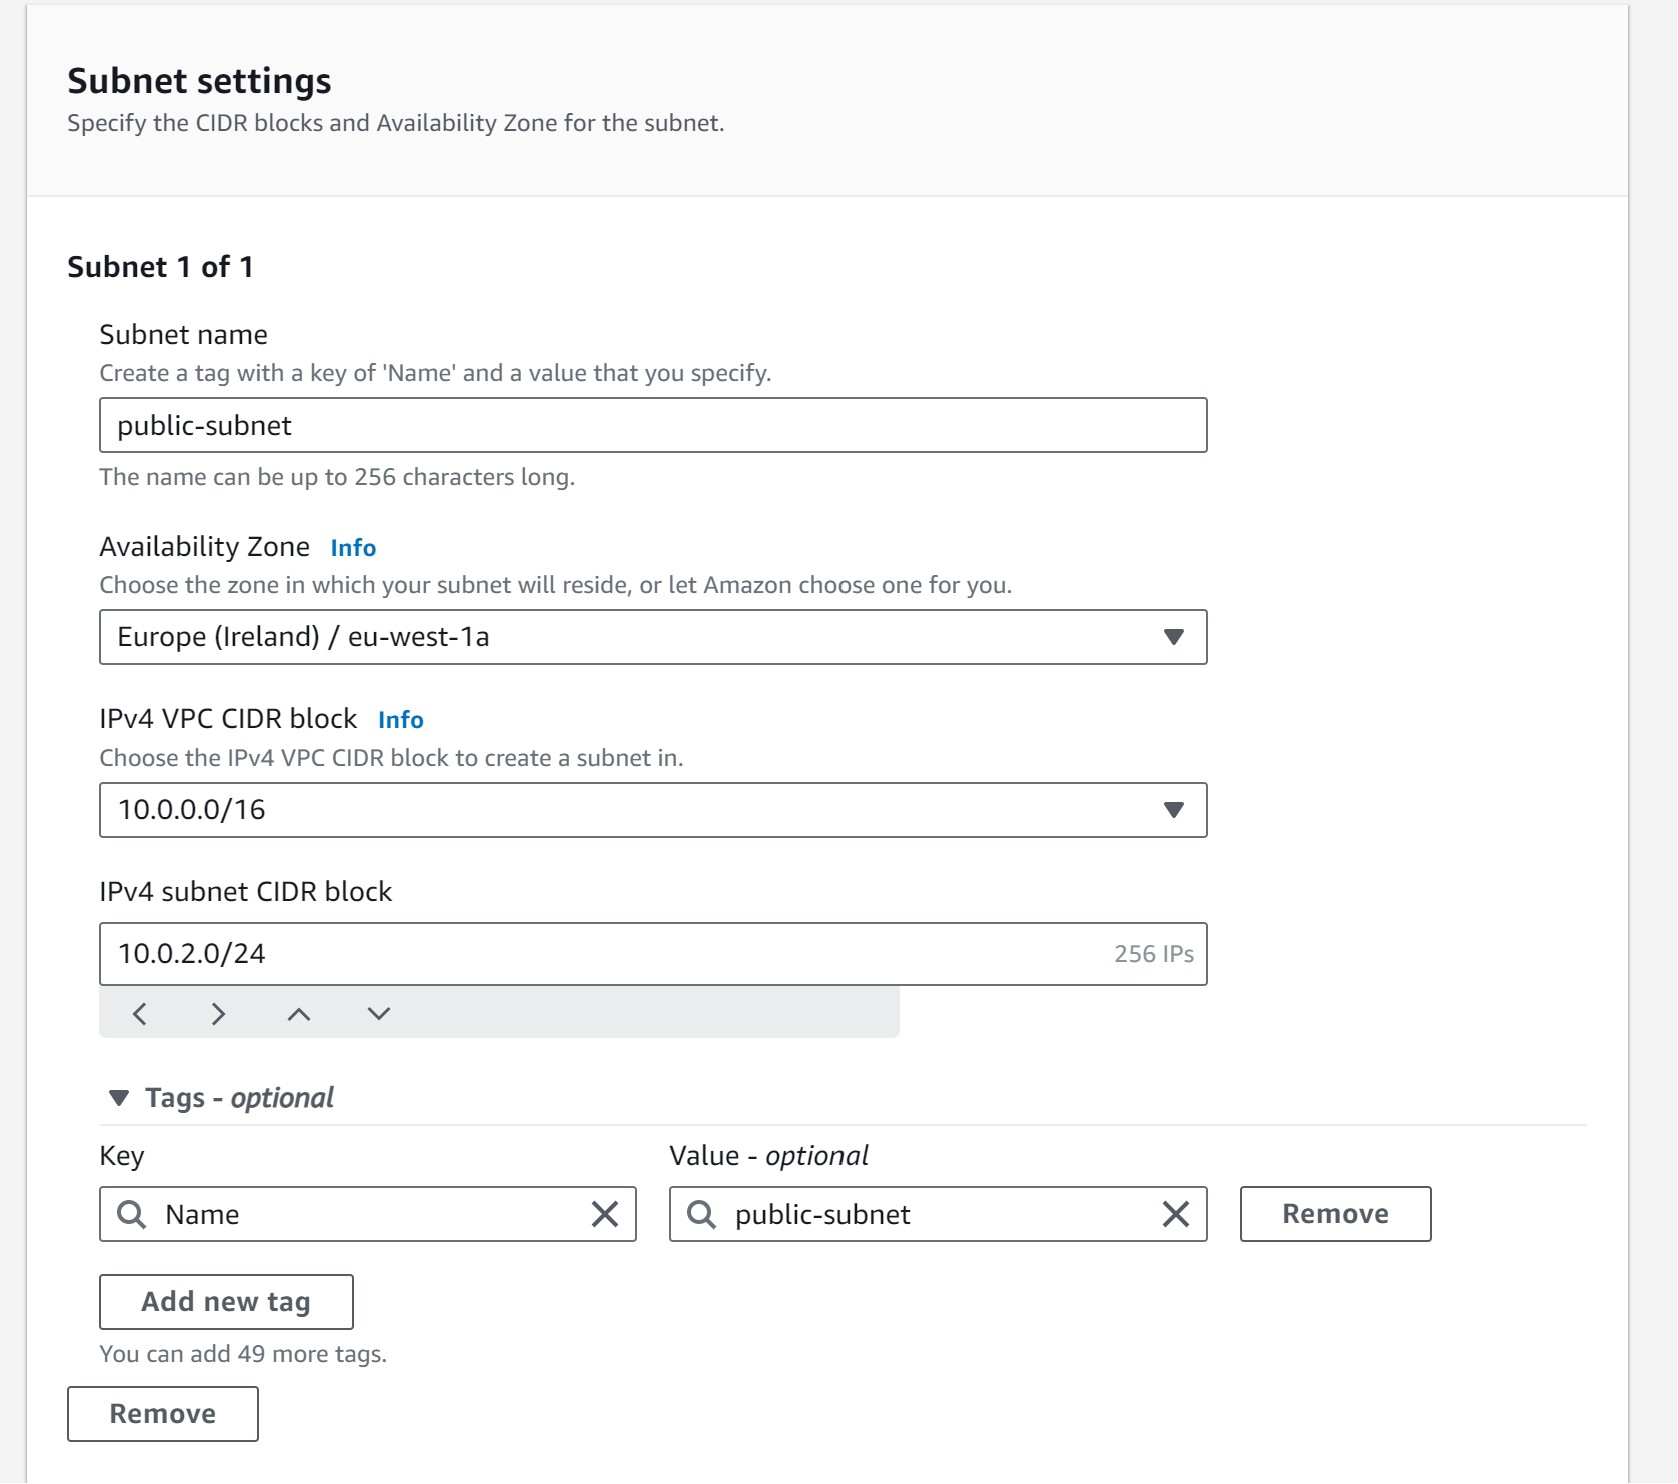 Subnet settings
Specify the CIDR blocks and Availability Zone for the subnet.
Subnet 1 of 1
Subnet name
Create a tag with a key of 'Name' and a value that you specify.
public-subnet
The name can be up to 256 characters long.
Availability Zone Info
Choose the zone in which your subnet will reside, or let Amazon choose one for you.
Europe (Ireland) / eu-west-1a
IPv4 VPC CIDR block Info
Choose the IPv4 VPC CIDR block to create a subnet in.
10.0.0.0/16
IPv4 subnet CIDR block
10.0.2.0/24 256 IPs
Tags - optional
Key Value - optional
Name public-subnet Remove
Add new tag
You can add 49 more tags.
Remove